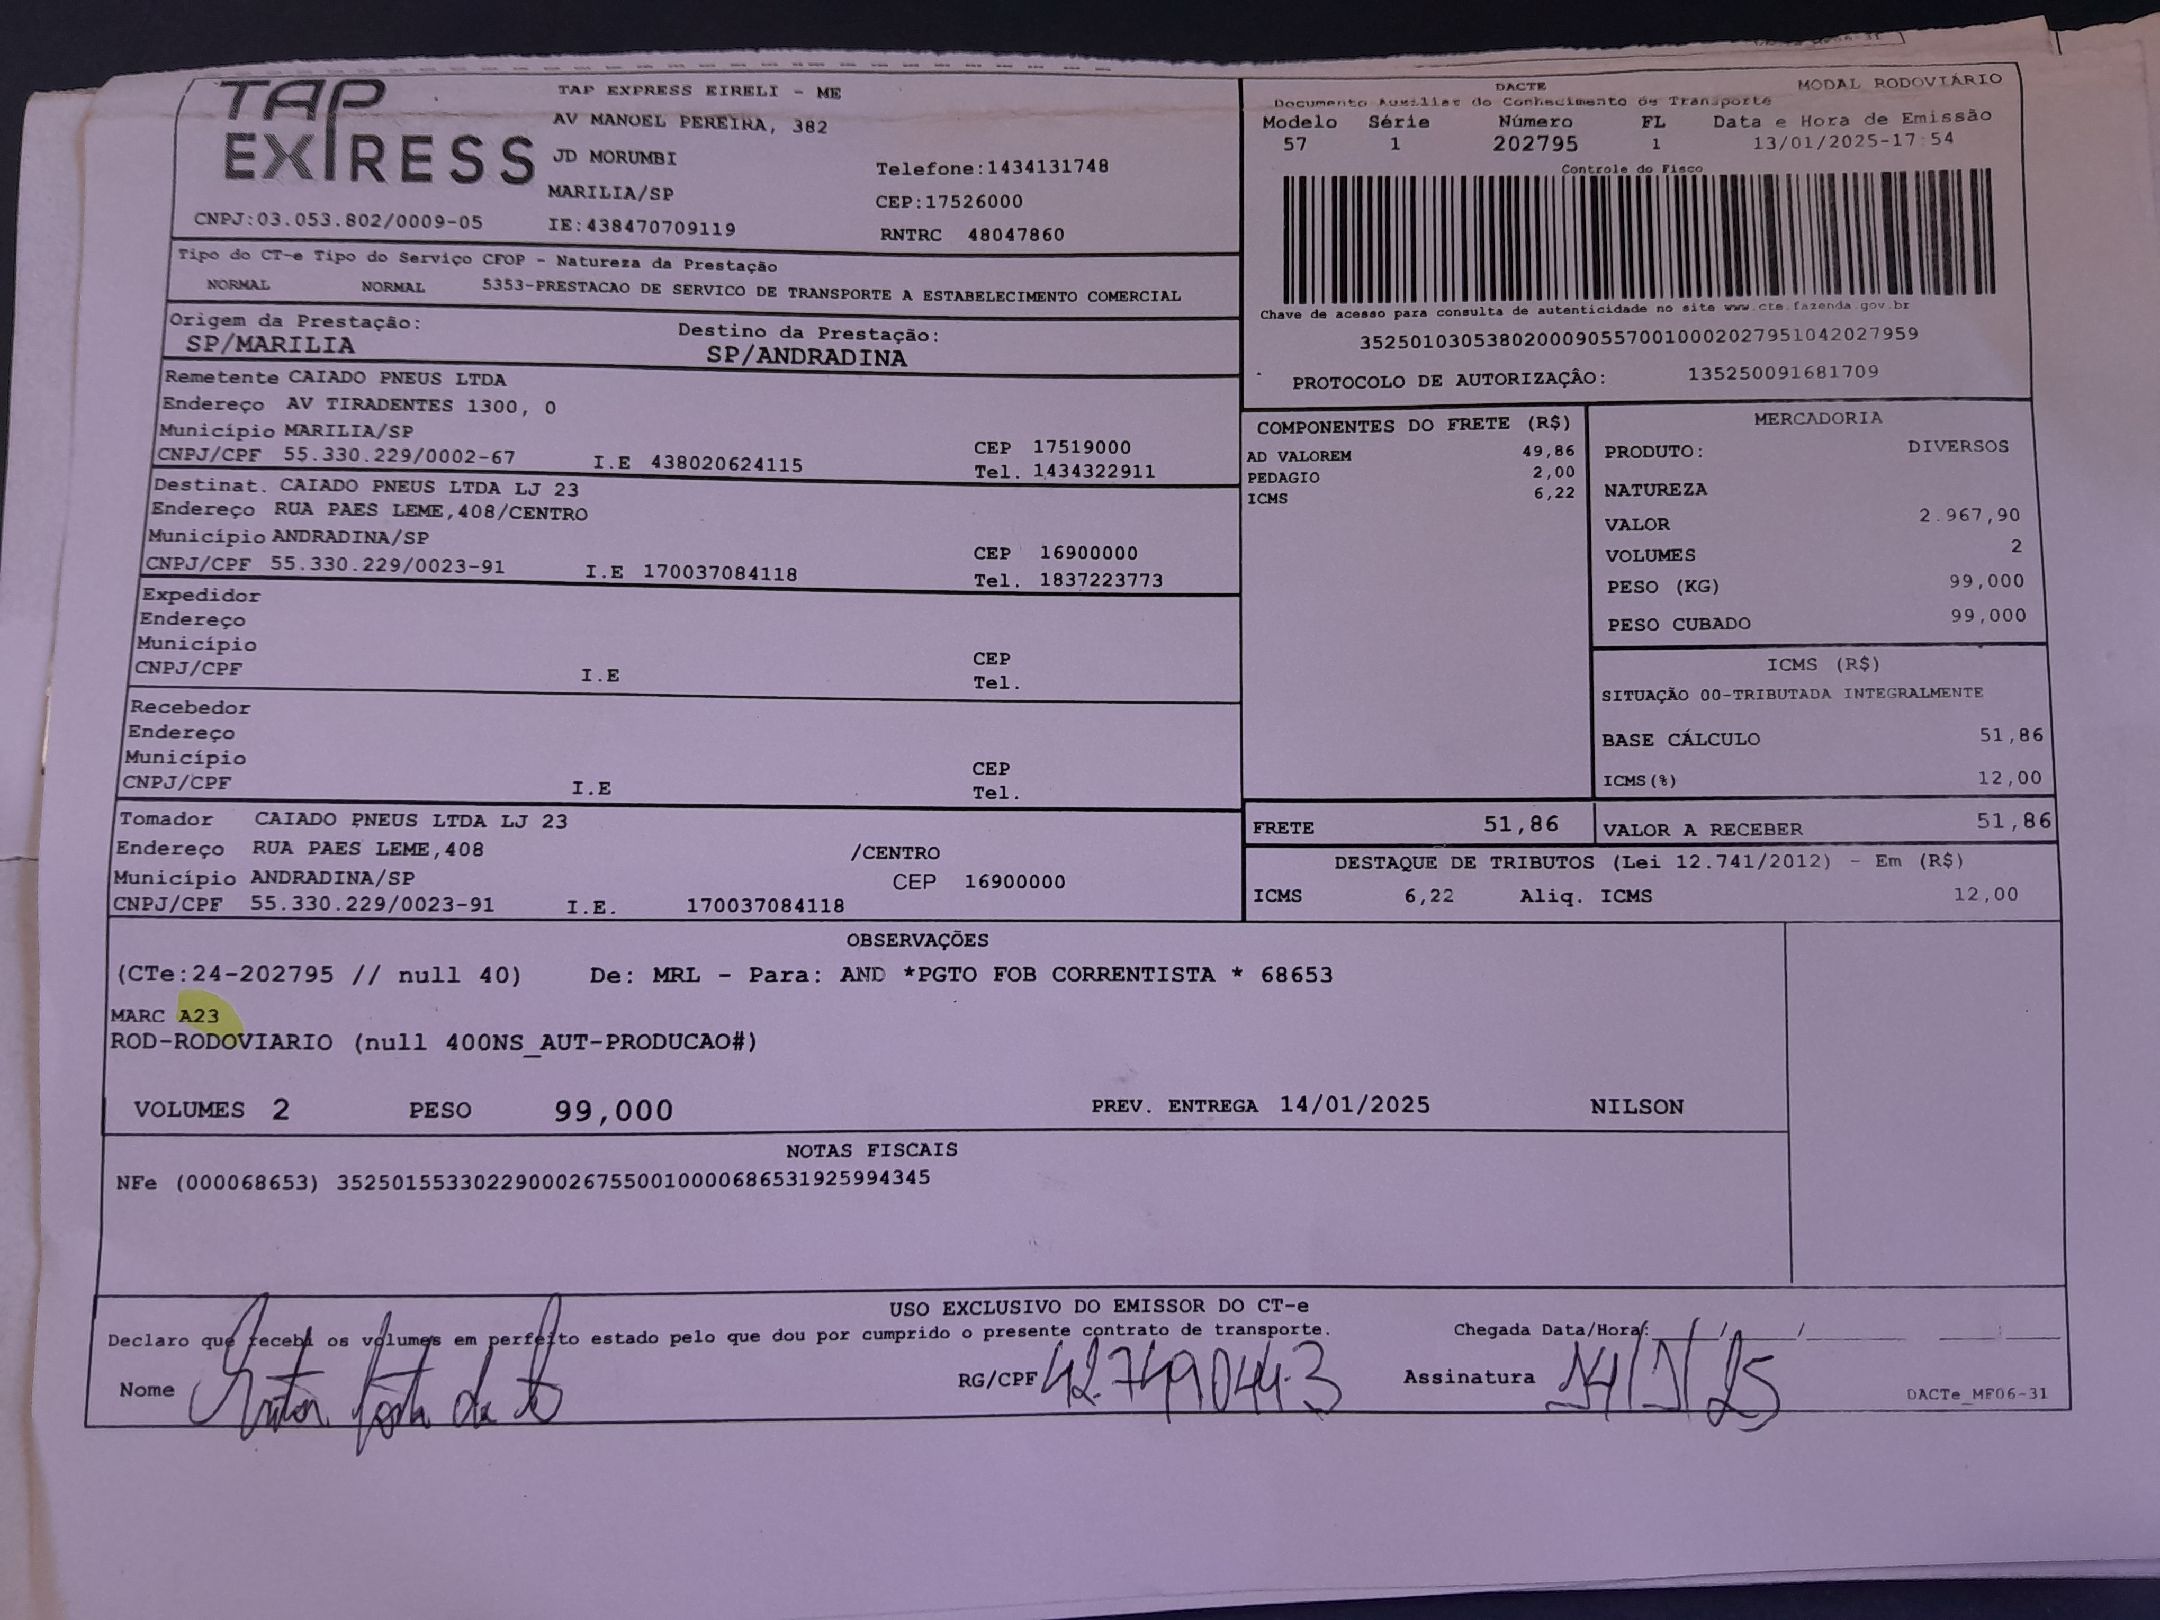 TAP EXPRESS
TAP EXPRESS EIRELI - ME
AV MANOEL PEREIRA, 382
JD MORUMBI
MARILIA/SP
Telefone:1434131748
CEP:17526000
CNPJ:03.053.802/0009-05 IE:438470709119 RNTRC 48047860
DACTE MODAL RODOVIÁRIO
Documento Auxiliar do Conhecimento de Transporte
Modelo Série Número FL Data e Hora de Emissão
57 1 202795 1 13/01/2025-17:54
Controle do Fisco
Chave de acesso para consulta de autenticidade no site www.cte.fazenda.gov.br
35250103053802000905570010002027951042027959
PROTOCOLO DE AUTORIZAÇÂO: 135250091681709
Tipo do CT-e Tipo do Serviço CFOP - Natureza da Prestação
NORMAL NORMAL 5353-PRESTACAO DE SERVICO DE TRANSPORTE A ESTABELECIMENTO COMERCIAL
Origem da Prestação: Destino da Prestação:
SP/MARILIA SP/ANDRADINA
Remetente CAIADO PNEUS LTDA
Endereço AV TIRADENTES 1300, 0
Município MARILIA/SP CEP 17519000
CNPJ/CPF 55.330.229/0002-67 I.E 438020624115 Tel. 1434322911
Destinat. CAIADO PNEUS LTDA LJ 23
Endereço RUA PAES LEME,408/CENTRO
Município ANDRADINA/SP CEP 16900000
CNPJ/CPF 55.330.229/0023-91 I.E 170037084118 Tel. 1837223773
Expedidor
Endereço
Município CEP
CNPJ/CPF I.E Tel.
Recebedor
Endereço
Município CEP
CNPJ/CPF I.E Tel.
Tomador CAIADO PNEUS LTDA LJ 23
Endereço RUA PAES LEME,408 /CENTRO
Município ANDRADINA/SP CEP 16900000
CNPJ/CPF 55.330.229/0023-91 I.E. 170037084118
COMPONENTES DO FRETE (R$)
AD VALOREM 49,86
PEDAGIO 2,00
ICMS 6,22
MERCADORIA
PRODUTO: DIVERSOS
NATUREZA
VALOR 2.967,90
VOLUMES 2
PESO (KG) 99,000
PESO CUBADO 99,000
ICMS (R$)
SITUAÇÃO 00-TRIBUTADA INTEGRALMENTE
BASE CÁLCULO 51,86
ICMS(%) 12,00
FRETE 51,86 VALOR A RECEBER 51,86
DESTAQUE DE TRIBUTOS (Lei 12.741/2012) - Em (R$)
ICMS 6,22 Aliq. ICMS 12,00
OBSERVAÇÕES
(CTe:24-202795 // null 40) De: MRL - Para: AND *PGTO FOB CORRENTISTA * 68653
MARC A23
ROD-RODOVIARIO (null 400NS_AUT-PRODUCAO#)
VOLUMES 2 PESO 99,000 PREV. ENTREGA 14/01/2025 NILSON
NOTAS FISCAIS
NFe (000068653) 35250155330229000267550010000686531925994345
USO EXCLUSIVO DO EMISSOR DO CT-e
Declaro que recebi os volumes em perfeito estado pelo que dou por cumprido o presente contrato de transporte. Chegada Data/Hora:
Nome RG/CPF 42.749.044-3 Assinatura 14/1/25
DACTe_MF06-31